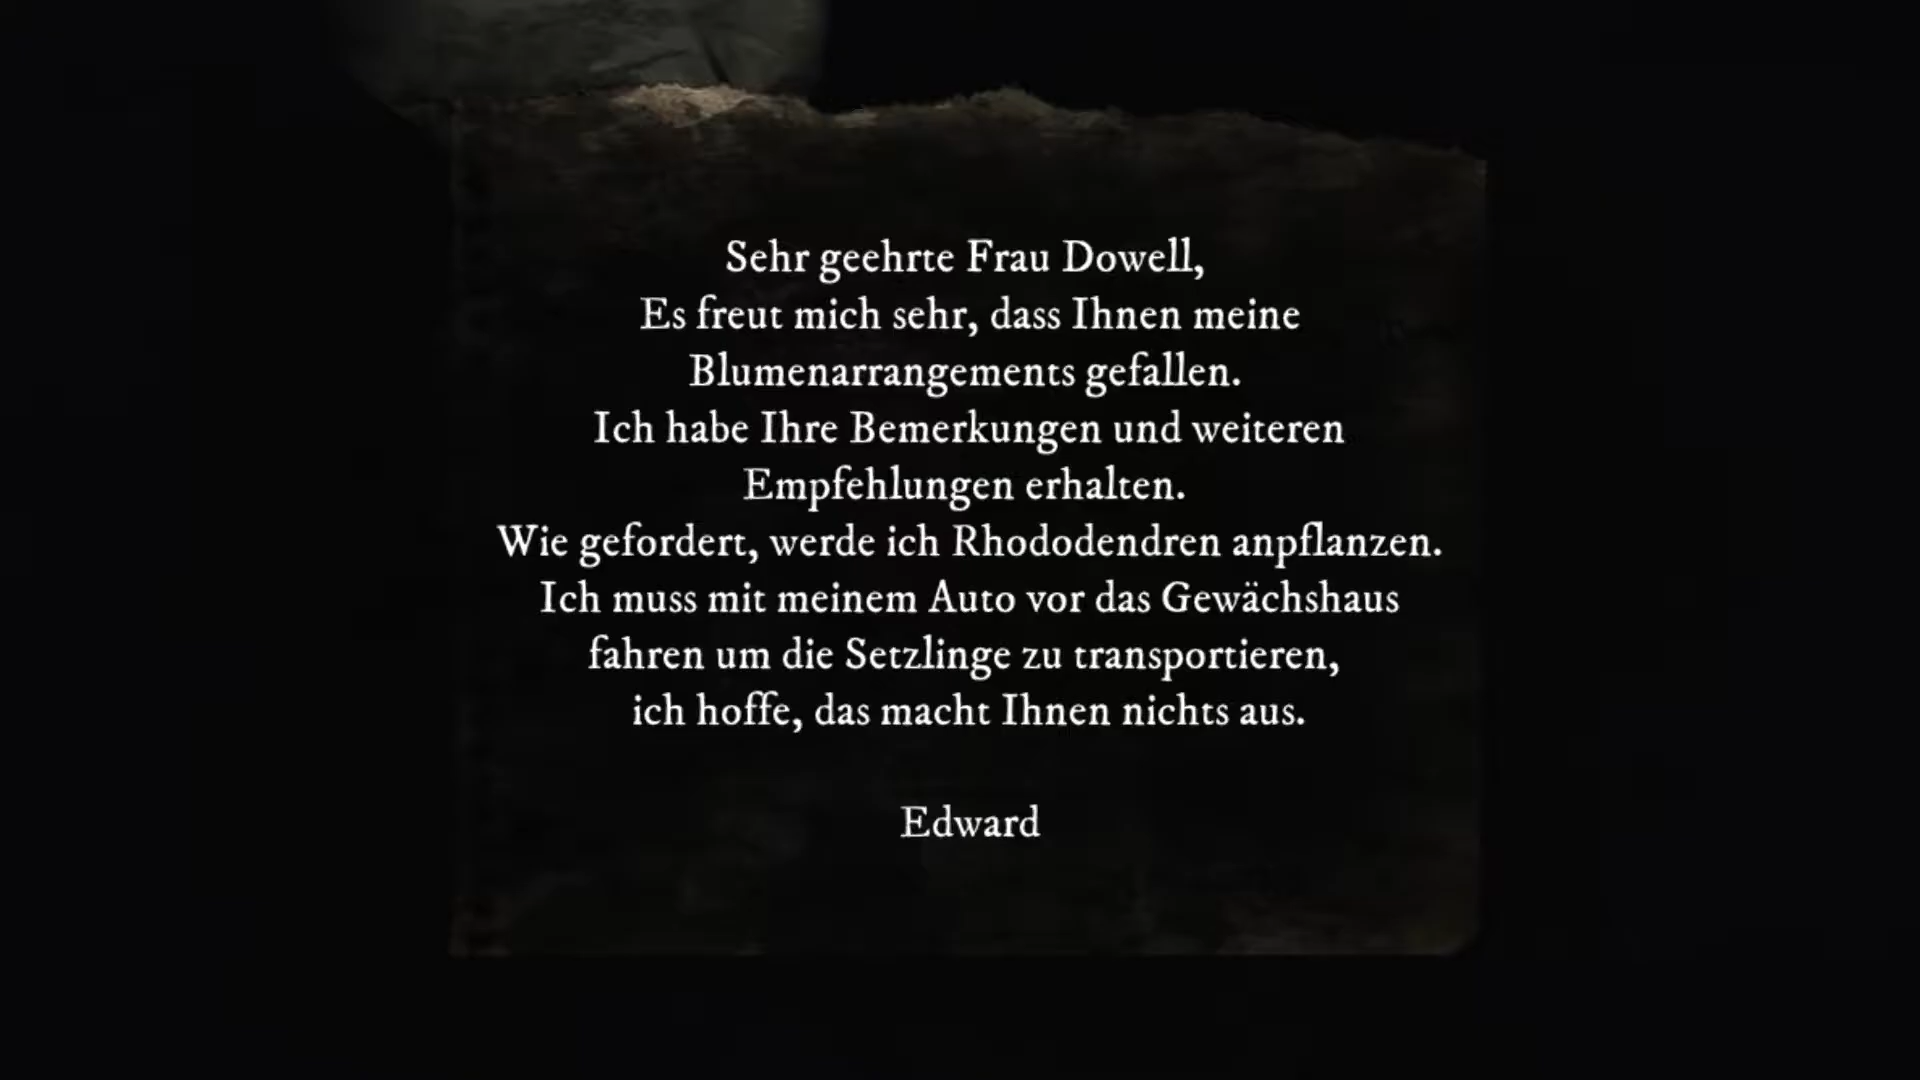 Sehr geehrte Frau Dowell,
Es freut mich sehr, dass Ihnen meine
Blumenarrangements gefallen.
Ich habe Ihre Bemerkungen und weiteren
Empfehlungen erhalten.
Wie gefordert, werde ich Rhododendren anpflanzen.
Ich muss mit meinem Auto vor das Gewächshaus
fahren um die Setzlinge zu transportieren,
ich hoffe, das macht Ihnen nichts aus.
Edward